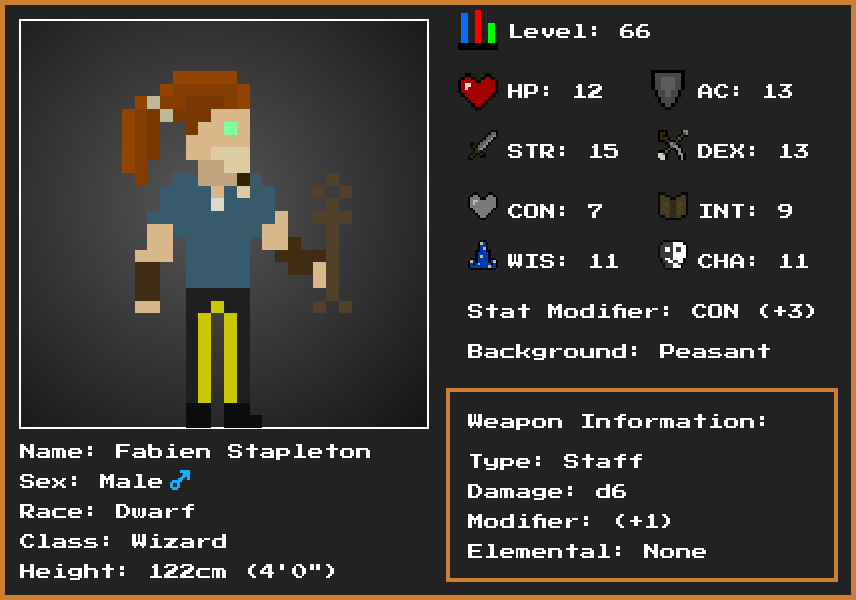 Level: 66
HP: 12
AC: 13
STR: 15
DEX: 13
CON: 7
INT: 9
WIS: 11
CHA: 11
Stat Modifier: CON (+3)
Background: Peasant
Weapon Information:
Type: Staff
Damage: d6
Modifier: (+1)
Elemental: None
Name: Fabien Stapleton
Sex: Male♂
Race: Dwarf
Class: Wizard
Height: 122cm (4'0")